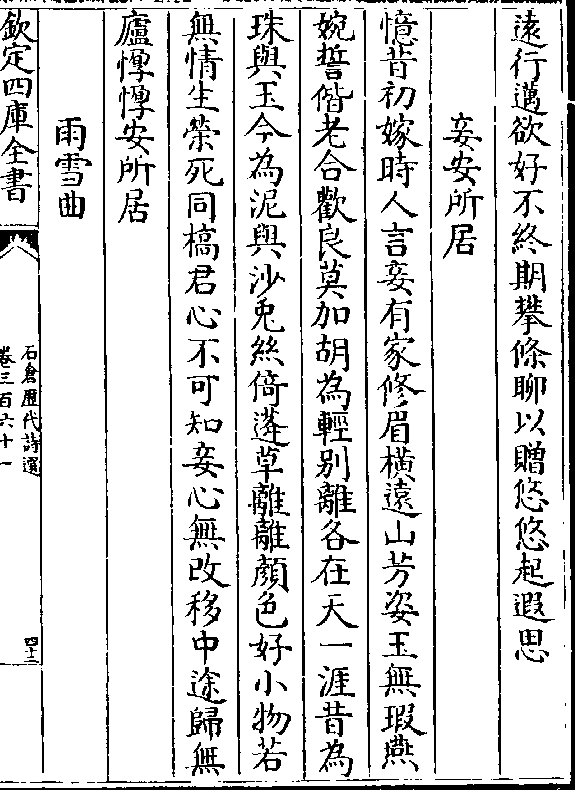 遠行邁欲好不終期攀條聊以贈悠悠起遐思
妾安所居
憶昔初嫁時人言妾有家修眉橫遠山芳姿玉無瑕燕
婉誓偕老合歡良莫加胡為輕别離各在天一涯昔為
珠與玉今為泥與沙兎絲倚蓬草離離顔色好小物若
無情生榮死同槁君心不可知妾心無改移中途歸無
廬惸惸安所居
雨雪曲
欽定四庫全書
石倉歴代詩選
卷三百六十一
四十二